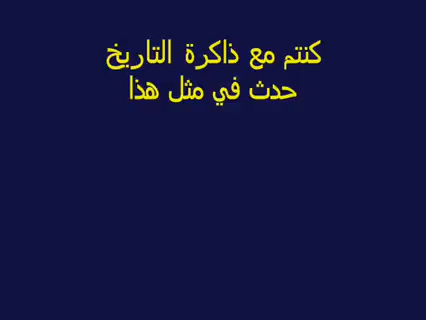 كنتم مع ذاكرة التاريخ
حدث في مثل هذا